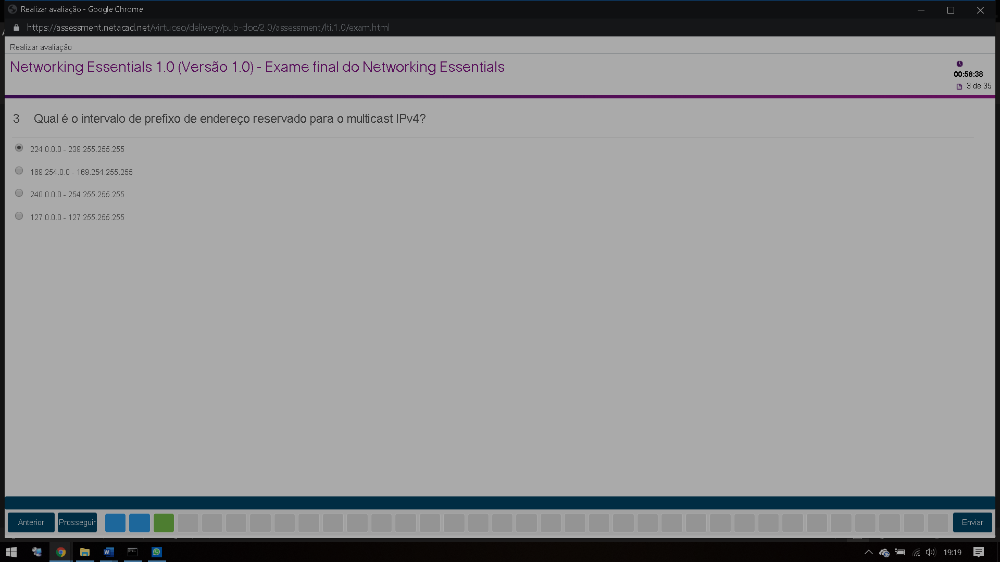 Realizar avaliação - Google Chrome
https://assessment.netacad.net/virtuoso/delivery/pub-doc/2.0/assessment/lti.1.0/exam.html
Realizar avaliação
Networking Essentials 1.0 (Versão 1.0) - Exame final do Networking Essentials
00:58:38
3 de 35
3 Qual é o intervalo de prefixo de endereço reservado para o multicast IPv4?
224.0.0.0 - 239.255.255.255
169.254.0.0 - 169.254.255.255
240.0.0.0 - 254.255.255.255
127.0.0.0 - 127.255.255.255
Anterior Prosseguir Enviar
19:19